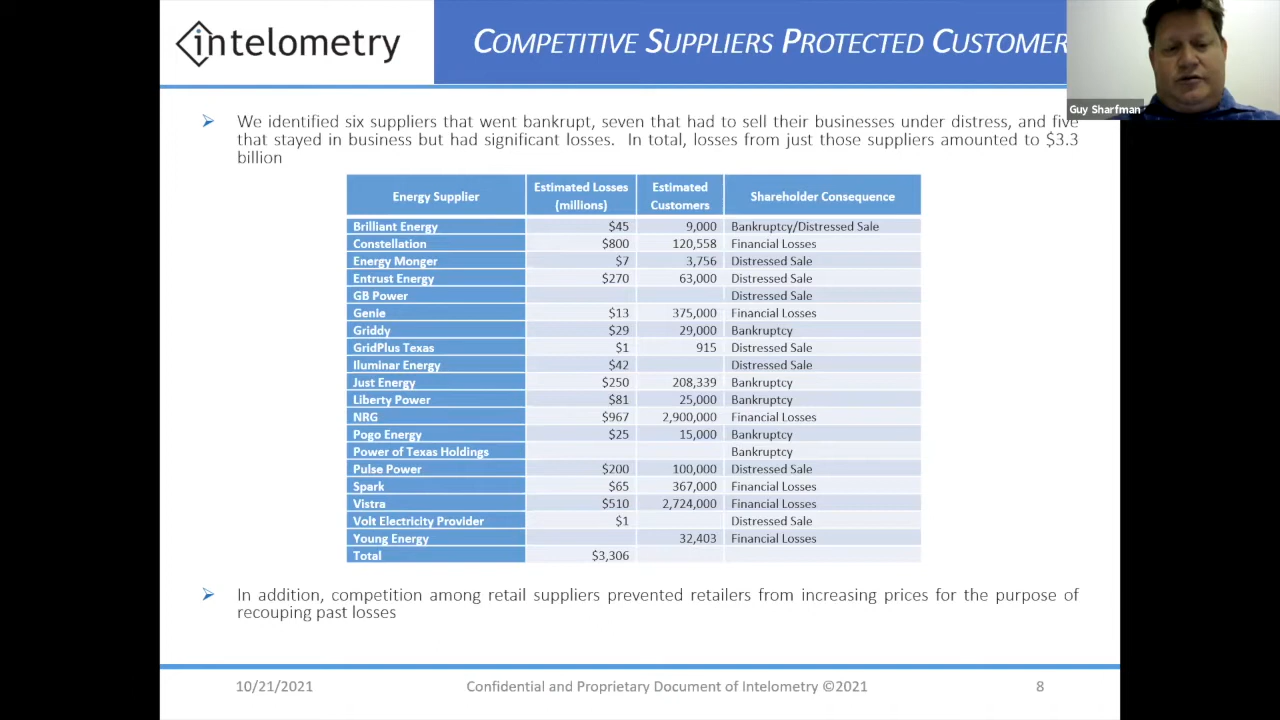 intelometry
COMPETITIVE SUPPLIERS PROTECTED CUSTOMER
Guy Sharfman
We identified six suppliers that went bankrupt, seven that had to sell their businesses under distress, and five
that stayed in business but had significant losses. In total, losses from just those suppliers amounted to $3.3
billion
Energy Supplier Estimated Losses (millions) Estimated Customers Shareholder Consequence
Brilliant Energy $45 9,000 Bankruptcy/Distressed Sale
Constellation $800 120,558 Financial Losses
Energy Monger $7 3,756 Distressed Sale
Entrust Energy $270 63,000 Distressed Sale
GB Power Distressed Sale
Genie $13 375,000 Financial Losses
Griddy $29 29,000 Bankruptcy
GridPlus Texas $1 915 Distressed Sale
Iluminar Energy $42 Distressed Sale
Just Energy $250 208,339 Bankruptcy
Liberty Power $81 25,000 Bankruptcy
NRG $967 2,900,000 Financial Losses
Pogo Energy $25 15,000 Bankruptcy
Power of Texas Holdings Bankruptcy
Pulse Power $200 100,000 Distressed Sale
Spark $65 367,000 Financial Losses
Vistra $510 2,724,000 Financial Losses
Volt Electricity Provider $1 Distressed Sale
Young Energy 32,403 Financial Losses
Total $3,306
In addition, competition among retail suppliers prevented retailers from increasing prices for the purpose of
recouping past losses
10/21/2021 Confidential and Proprietary Document of Intelometry ©2021 8